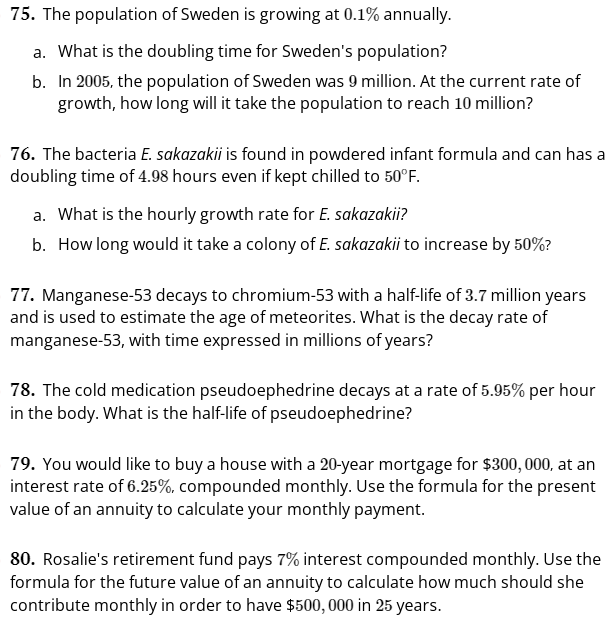 75. The population of Sweden is growing at 0.1% annually.
a. What is the doubling time for Sweden's population?
b. In 2005, the population of Sweden was 9 million. At the current rate of
growth, how long will it take the population to reach 10 million?
76. The bacteria E. sakazakii is found in powdered infant formula and can has a
doubling time of 4.98 hours even if kept chilled to 50°F.
a. What is the hourly growth rate for E. sakazakii?
b. How long would it take a colony of E. sakazakii to increase by 50%?
77. Manganese-53 decays to chromium-53 with a half-life of 3.7 million years
and is used to estimate the age of meteorites. What is the decay rate of
manganese-53, with time expressed in millions of years?
78. The cold medication pseudoephedrine decays at a rate of 5.95% per hour
in the body. What is the half-life of pseudoephedrine?
79. You would like to buy a house with a 20-year mortgage for $300, 000, at an
interest rate of 6.25%, compounded monthly. Use the formula for the present
value of an annuity to calculate your monthly payment.
80. Rosalie's retirement fund pays 7% interest compounded monthly. Use the
formula for the future value of an annuity to calculate how much should she
contribute monthly in order to have $500, 000 in 25 years.